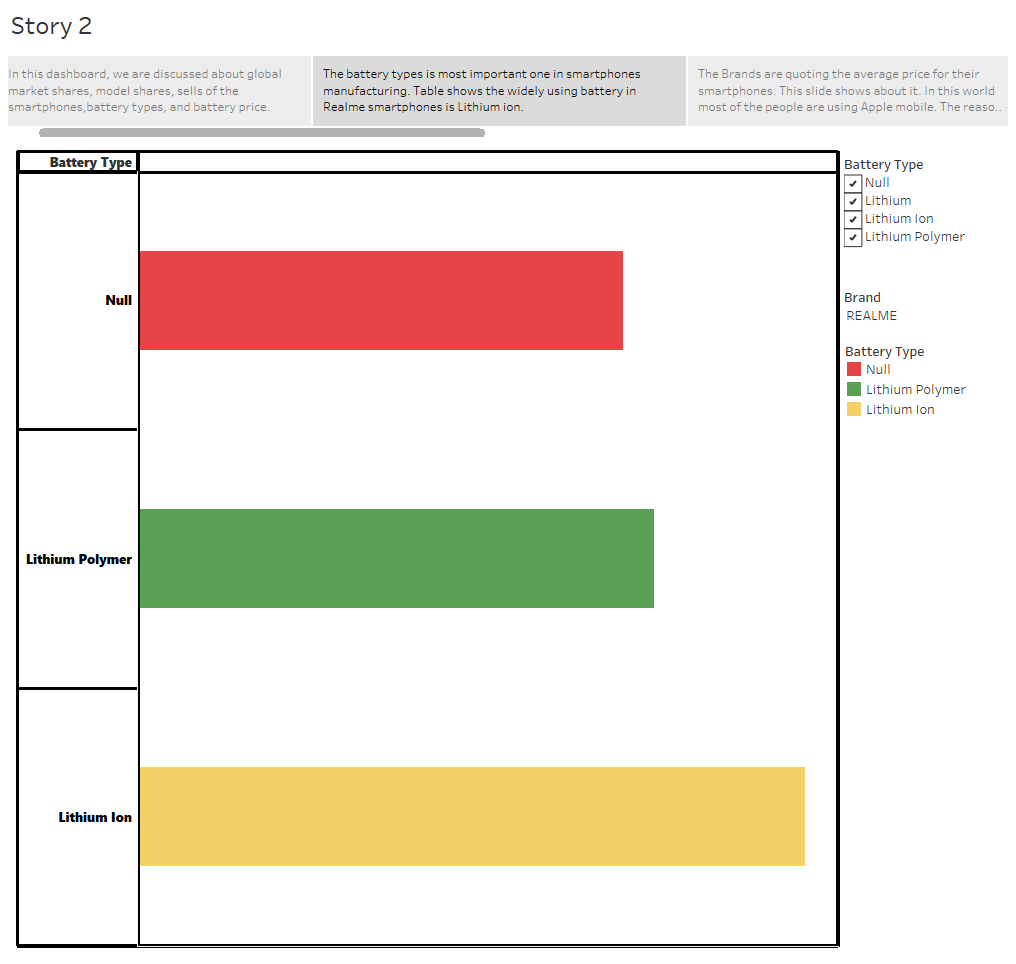 Story 2
In this dashboard, we are discussed about global
market shares, model shares, sells of the
smartphones,battery types, and battery price.
The battery types is most important one in smartphones
manufacturing. Table shows the widely using battery in
Realme smartphones is Lithium ion.
The Brands are quoting the average price for their
smartphones. This slide shows about it. In this world
most of the people are using Apple mobile. The reaso..
Battery Type
Null
Lithium Polymer
Lithium Ion
Battery Type
Null
Lithium
Lithium Ion
Lithium Polymer
Brand
REALME
Battery Type
Null
Lithium Polymer
Lithium Ion